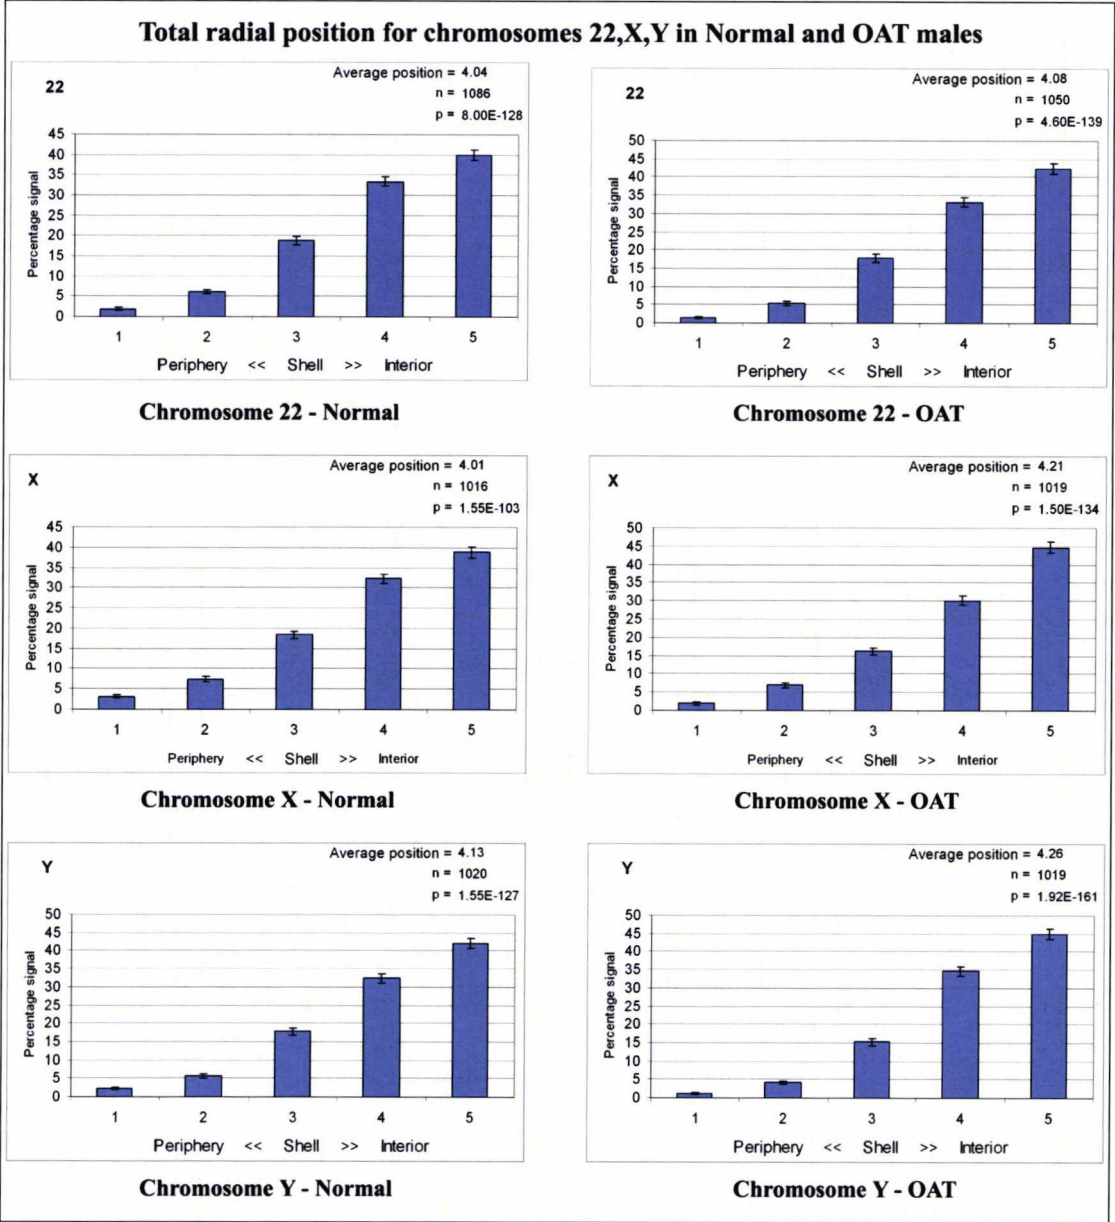 Total radial position for chromosomes 22,X,Y in Normal and OAT males
22
Average position = 4.04
n = 1086
p = 8.00E-128
Percentage signal
45
40
35
30
25
20
15
10
5
0
1 2 3 4 5
Periphery << Shell >> Interior
Chromosome 22 - Normal
22
Average position = 4.08
n = 1050
p = 4.60E-139
Percentage signal
50
45
40
35
30
25
20
15
10
5
0
1 2 3 4 5
Periphery << Shell >> Interior
Chromosome 22 - OAT
X
Average position = 4.01
n = 1016
p = 1.55E-103
Percentage signal
45
40
35
30
25
20
15
10
5
0
1 2 3 4 5
Periphery << Shell >> Interior
Chromosome X - Normal
X
Average position = 4.21
n = 1019
p = 1.50E-134
Percentage signal
50
45
40
35
30
25
20
15
10
5
0
1 2 3 4 5
Periphery << Shell >> Interior
Chromosome X - OAT
Y
Average position = 4.13
n = 1020
p = 1.55E-127
Percentage signal
50
45
40
35
30
25
20
15
10
5
0
1 2 3 4 5
Periphery << Shell >> Interior
Chromosome Y - Normal
Y
Average position = 4.26
n = 1019
p = 1.92E-161
Percentage signal
50
45
40
35
30
25
20
15
10
5
0
1 2 3 4 5
Periphery << Shell >> Interior
Chromosome Y - OAT